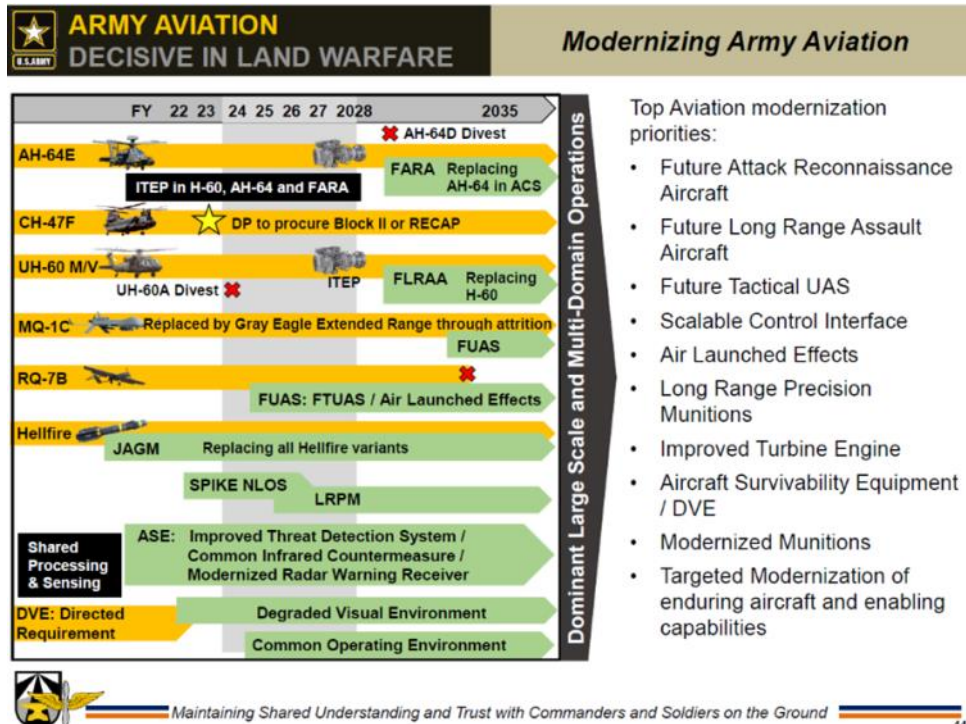 ARMY AVIATION
DECISIVE IN LAND WARFARE
U.S.ARMY
Modernizing Army Aviation
FY 22 23 24 25 26 27 2028 2035
AH-64D Divest
AH-64E
FARA Replacing
AH-64 in ACS
ITEP in H-60, AH-64 and FARA
CH-47F
DP to procure Block II or RECAP
UH-60 M/V
ITEP
FLRAA Replacing
H-60
UH-60A Divest
MQ-1C
Replaced by Gray Eagle Extended Range through attrition
FUAS
RQ-7B
FUAS: FTUAS / Air Launched Effects
Hellfire
JAGM Replacing all Hellfire variants
SPIKE NLOS
LRPM
ASE: Improved Threat Detection System /
Common Infrared Countermeasure /
Modernized Radar Warning Receiver
Shared
Processing
& Sensing
DVE: Directed
Requirement
Degraded Visual Environment
Common Operating Environment
Dominant Large Scale and Multi-Domain Operations
Top Aviation modernization
priorities:
• Future Attack Reconnaissance
Aircraft
• Future Long Range Assault
Aircraft
• Future Tactical UAS
• Scalable Control Interface
• Air Launched Effects
• Long Range Precision
Munitions
• Improved Turbine Engine
• Aircraft Survivability Equipment
/ DVE
• Modernized Munitions
• Targeted Modernization of
enduring aircraft and enabling
capabilities
Maintaining Shared Understanding and Trust with Commanders and Soldiers on the Ground